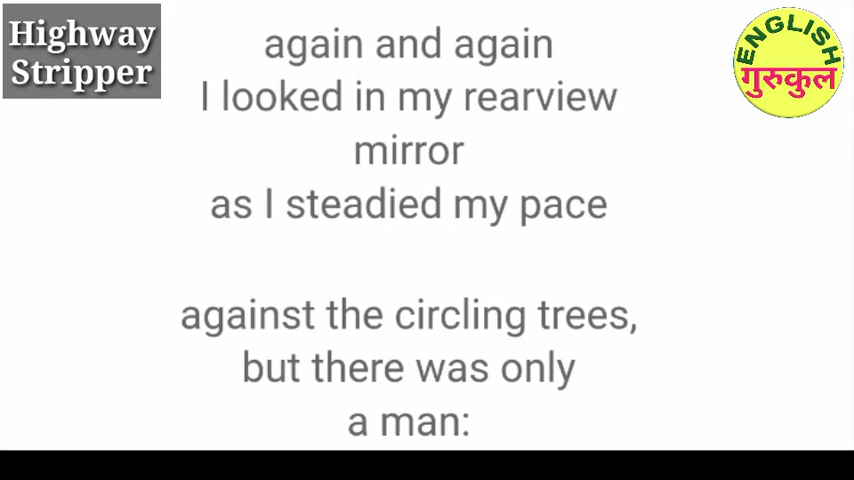 Highway
Stripper
again and again
I looked in my rearview
mirror
as I steadied my pace
against the circling trees,
but there was only
a man:
ENGLISH
गुरुकुल